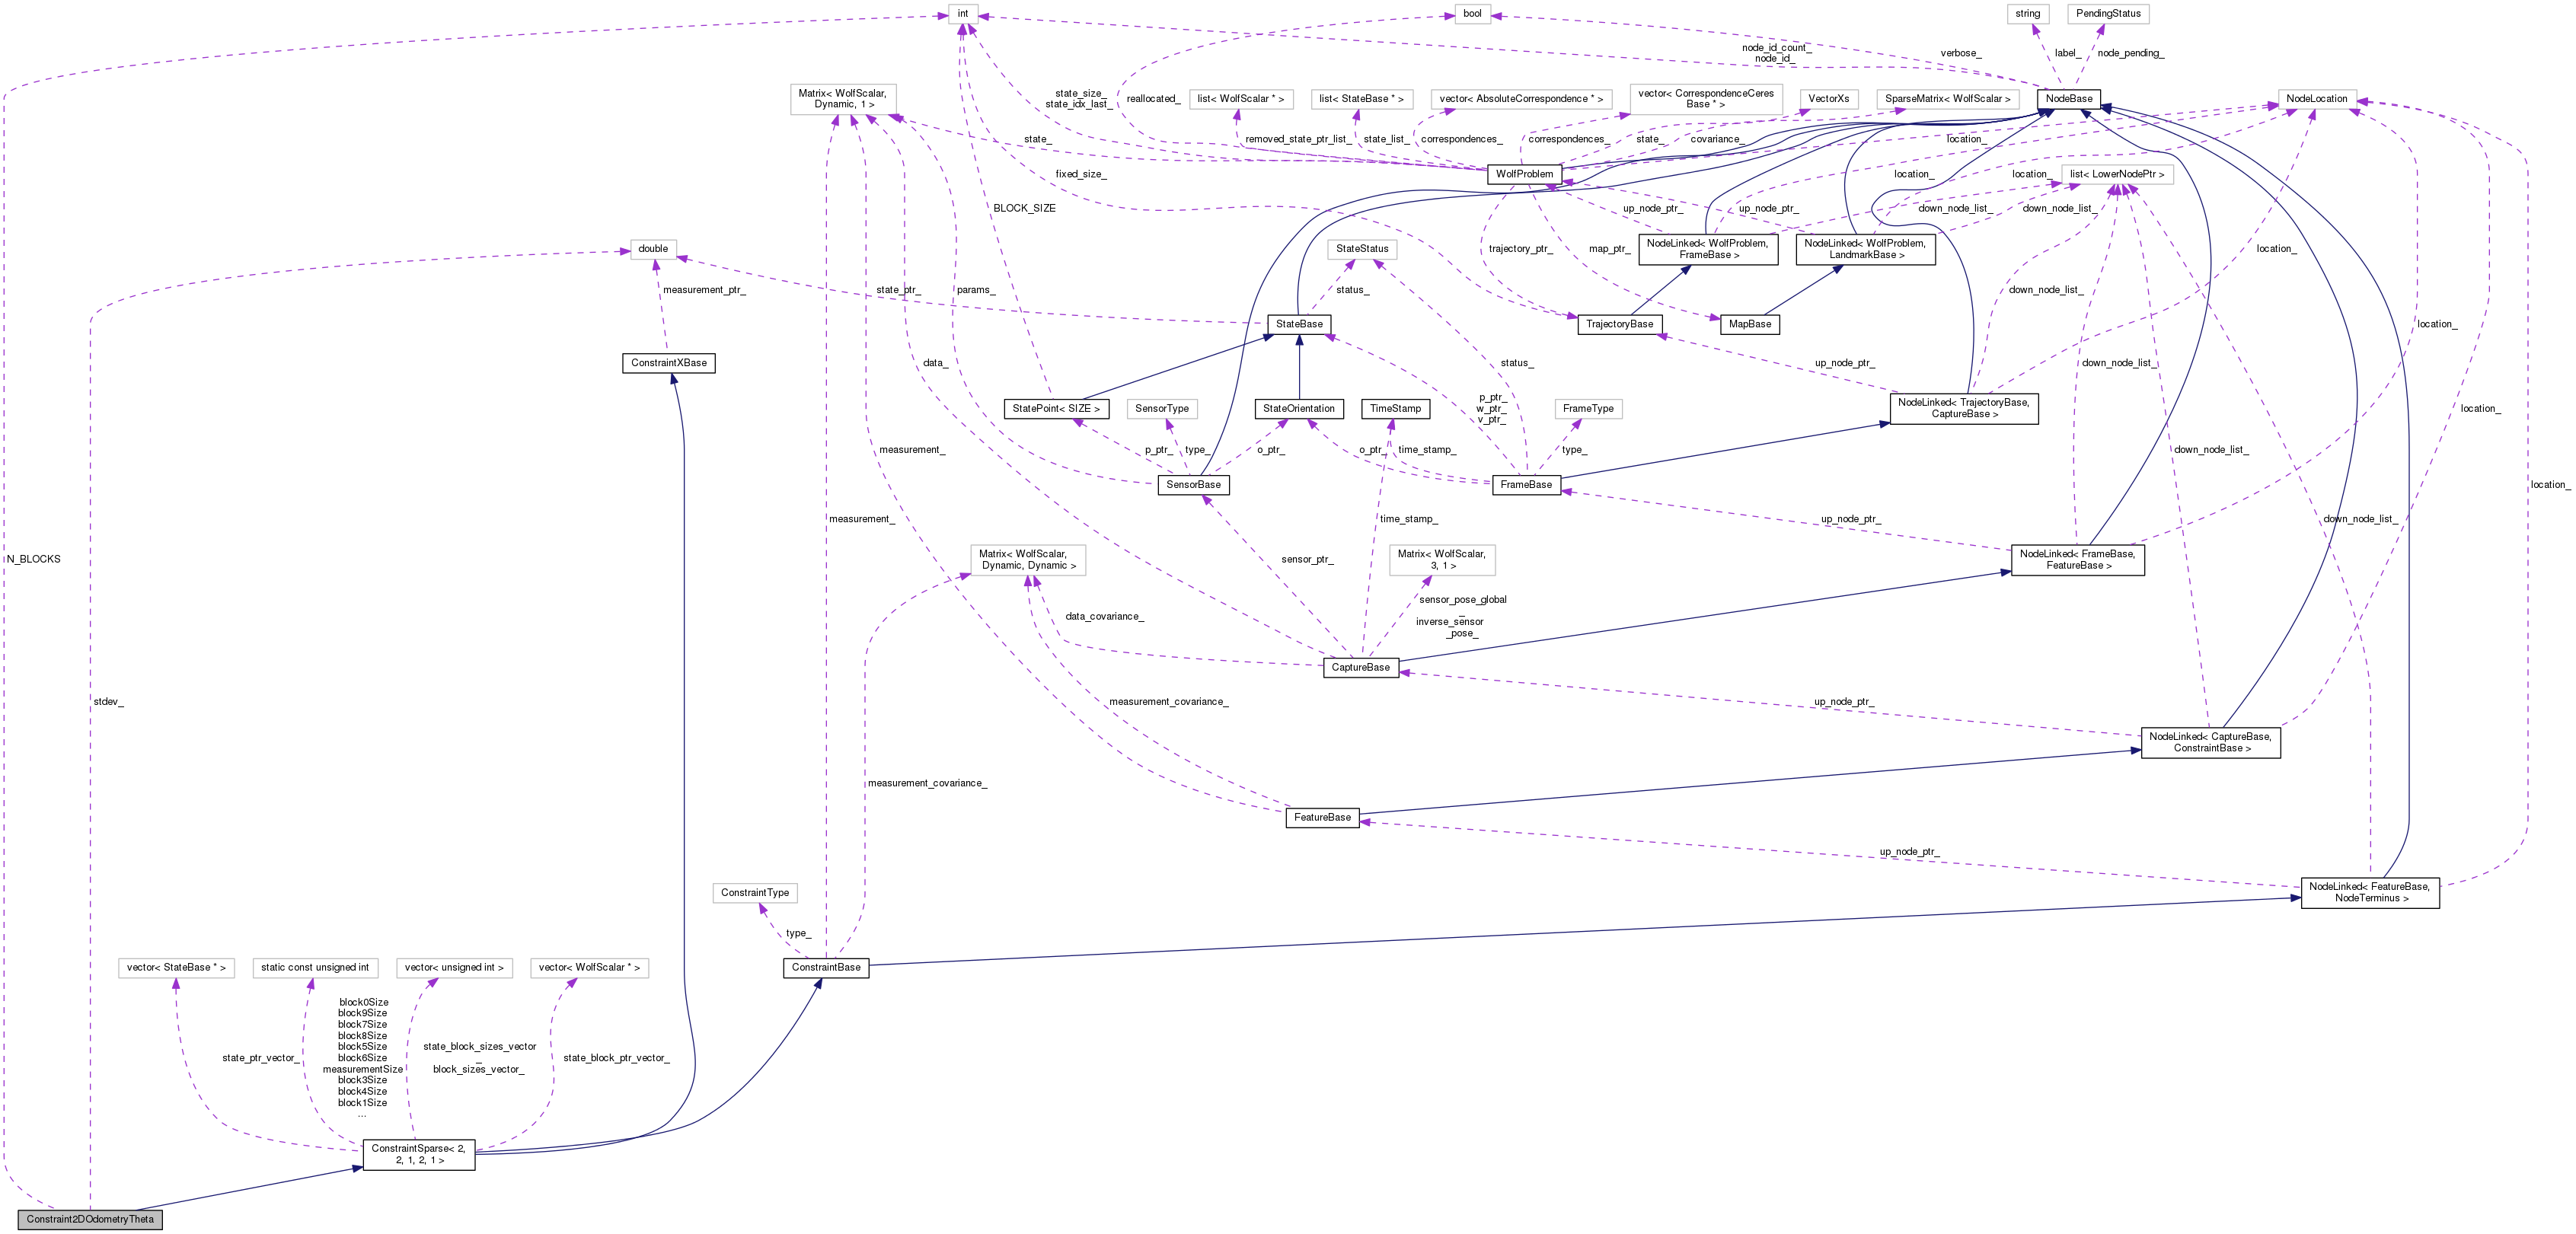 int
bool
string
PendingStatus
node_id_count_
node_id_
verbose_
label_
node_pending_
Matrix< WolfScalar,
Dynamic, 1 >
state_size_
state_idx_last_
reallocated_
list< WolfScalar * >
list< StateBase * >
vector< AbsoluteCorrespondence * >
vector< CorrespondenceCeres
Base * >
VectorXs
SparseMatrix< WolfScalar >
NodeBase
NodeLocation
state_
removed_state_ptr_list_
state_list_
correspondences_
correspondences_
state_
covariance_
location_
fixed_size_
WolfProblem
location_
location_
list< LowerNodePtr >
BLOCK_SIZE
up_node_ptr_
up_node_ptr_
down_node_list_
down_node_list_
double
StateStatus
trajectory_ptr_
map_ptr_
NodeLinked< WolfProblem,
FrameBase >
NodeLinked< WolfProblem,
LandmarkBase >
location_
measurement_ptr_
state_ptr_
params_
status_
down_node_list_
StateBase
TrajectoryBase
MapBase
location_
ConstraintXBase
data_
status_
up_node_ptr_
down_node_list_
StatePoint< SIZE >
SensorType
StateOrientation
TimeStamp
p_ptr_
w_ptr_
v_ptr_
FrameType
NodeLinked< TrajectoryBase,
CaptureBase >
location_
measurement_
p_ptr_
type_
o_ptr_
o_ptr_
time_stamp_
type_
down_node_list_
SensorBase
FrameBase
location_
measurement_
time_stamp_
up_node_ptr_
down_node_list_
N_BLOCKS
Matrix< WolfScalar,
Dynamic, Dynamic >
sensor_ptr_
Matrix< WolfScalar,
3, 1 >
NodeLinked< FrameBase,
FeatureBase >
data_covariance_
sensor_pose_global
_
inverse_sensor
_pose_
CaptureBase
stdev_
measurement_covariance_
up_node_ptr_
NodeLinked< CaptureBase,
ConstraintBase >
measurement_covariance_
FeatureBase
up_node_ptr_
ConstraintType
NodeLinked< FeatureBase,
NodeTerminus >
type_
vector< StateBase * >
static const unsigned int
vector< unsigned int >
vector< WolfScalar * >
ConstraintBase
state_ptr_vector_
block0Size
block9Size
block7Size
block8Size
block5Size
block6Size
measurementSize
block3Size
block4Size
block1Size
...
state_block_sizes_vector
_
block_sizes_vector_
state_block_ptr_vector_
ConstraintSparse< 2,
2, 1, 2, 1 >
Constraint2DOdometryTheta